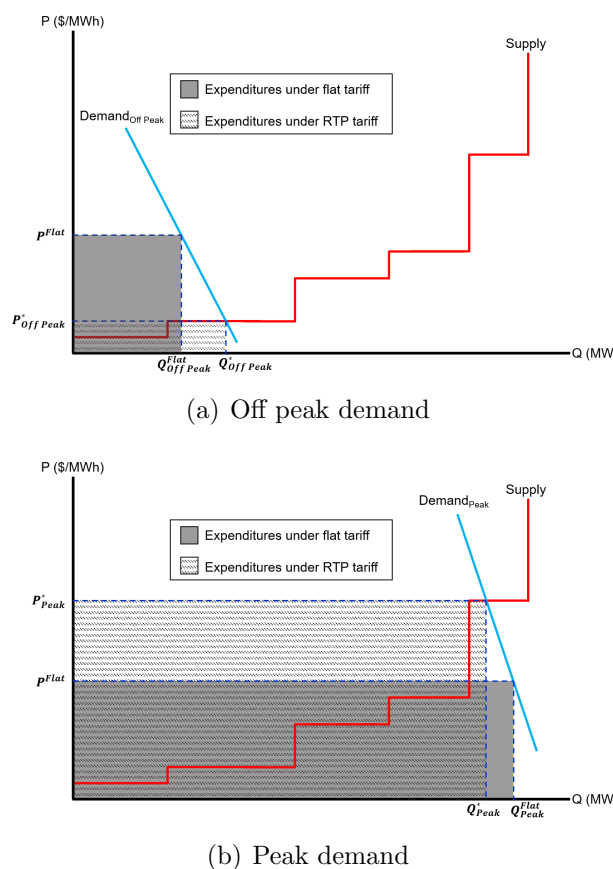 P ($/MWh)
Supply
Expenditures under flat tariff
Expenditures under RTP tariff
Demand_Off Peak
P^Flat
P*_Off Peak
Q^Flat_Off Peak
Q*_Off Peak
Q (MW
(a) Off peak demand
P ($/MWh)
Supply
Demand_Peak
Expenditures under flat tariff
Expenditures under RTP tariff
P*_Peak
P^Flat
Q*_Peak
Q^Flat_Peak
Q (MW
(b) Peak demand